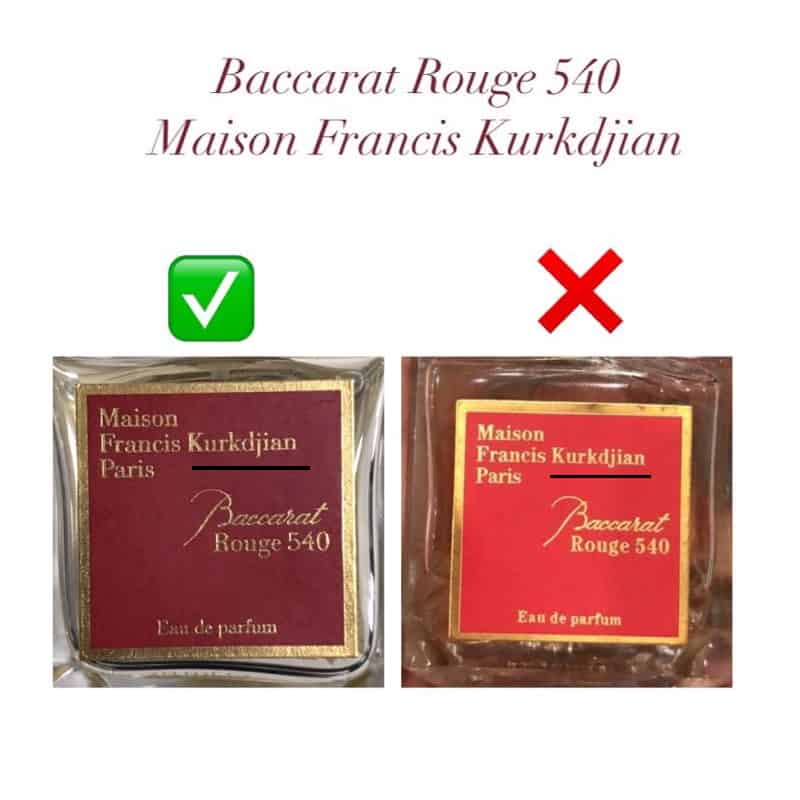 Baccarat Rouge 540
Maison Francis Kurkdjian
Maison
Francis Kurkdjian
Paris
Baccarat
Rouge 540
Eau de parfum
Maison
Francis Kurkdjian
Paris
Baccarat
Rouge 540
Eau de parfum